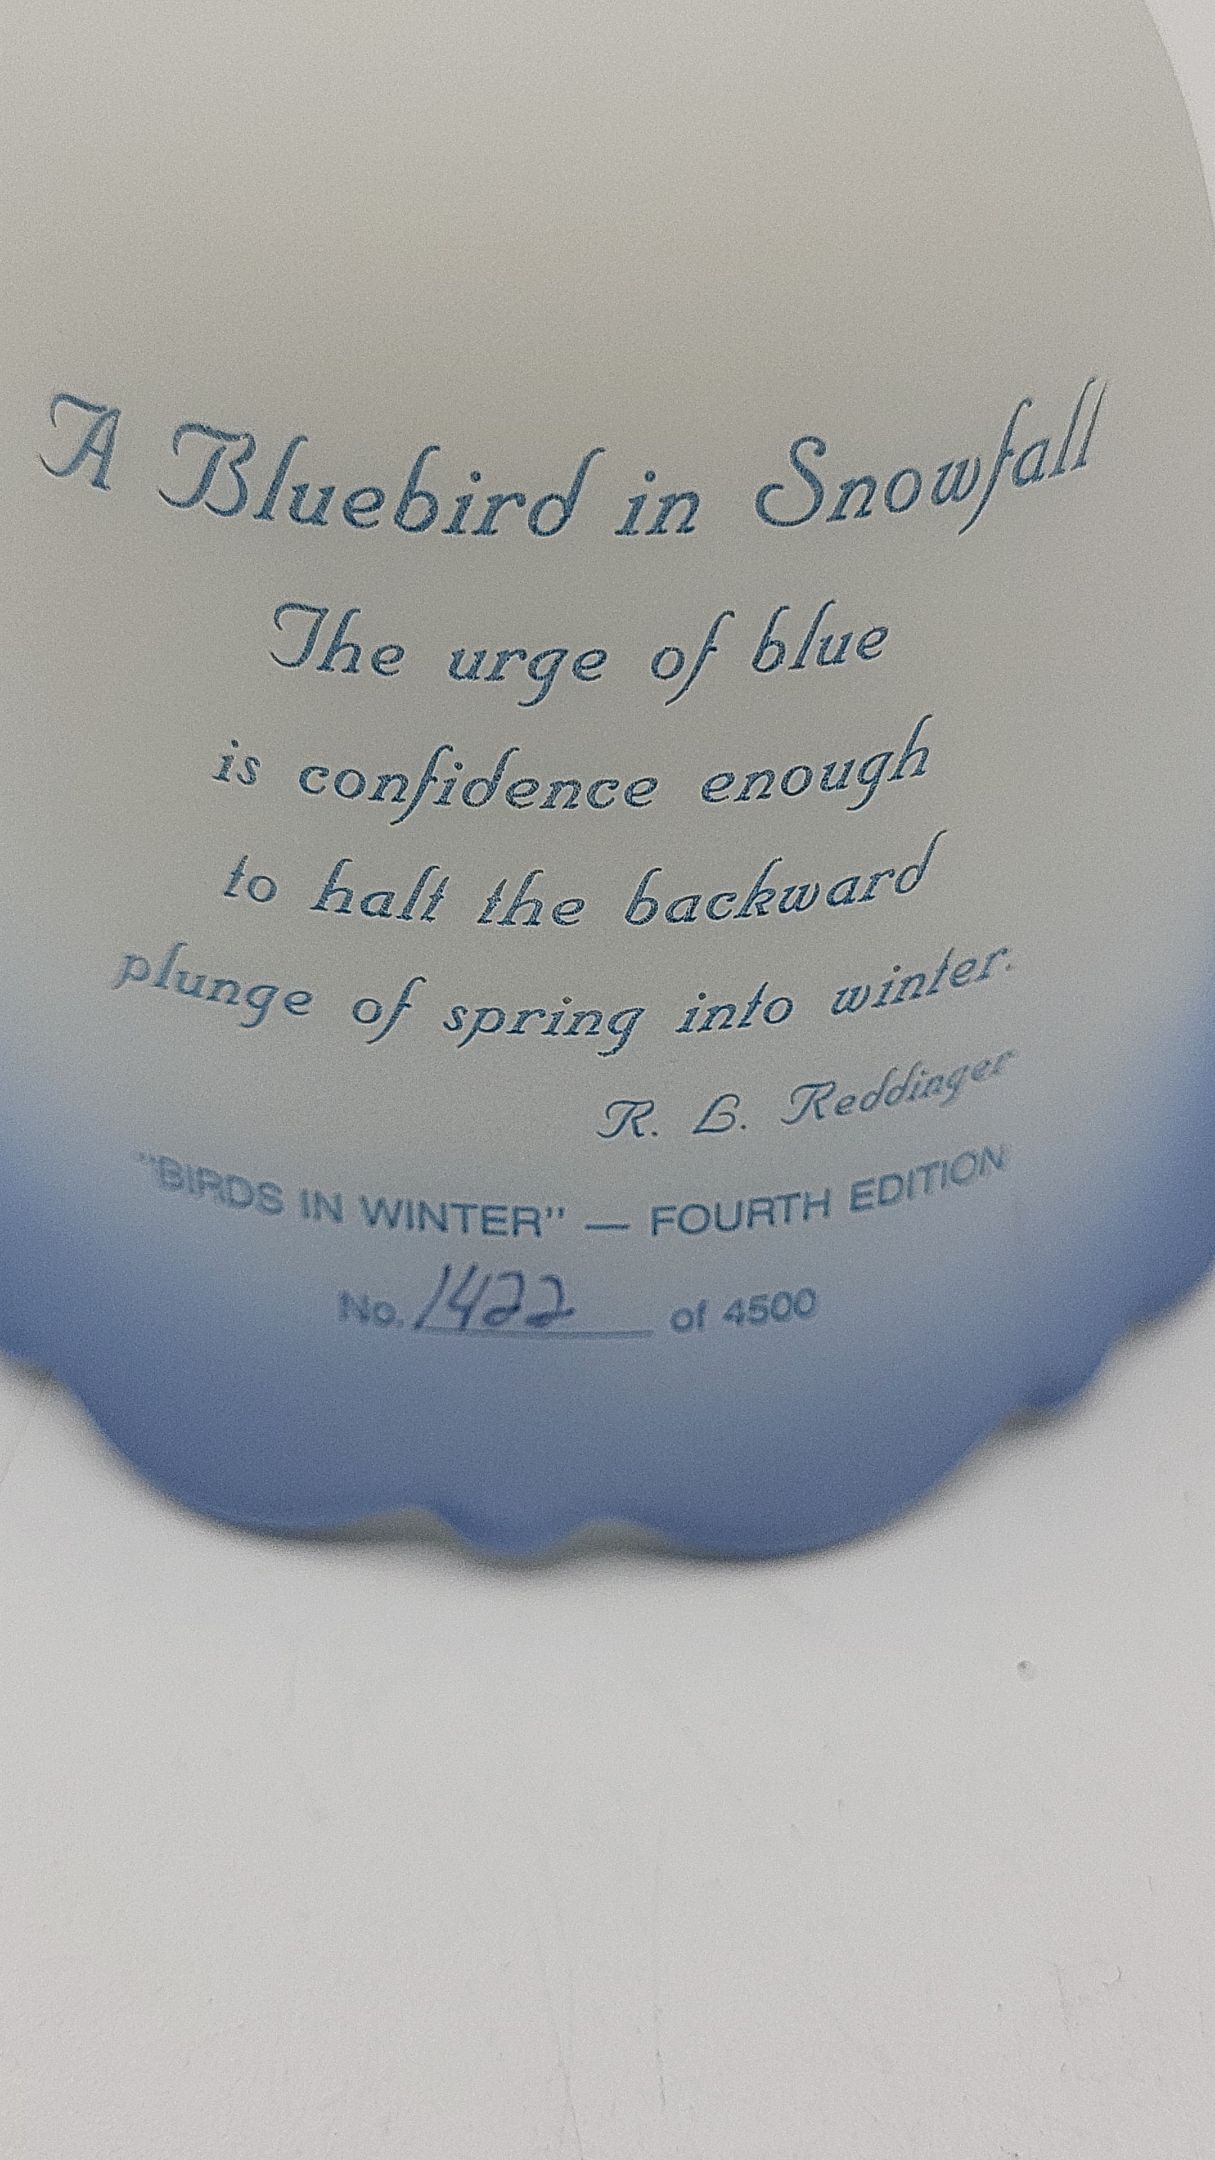 A Bluebird in Snowfall
The urge of blue
is confidence enough
to halt the backward
plunge of spring into winter.
R. L. Reddinger
"BIRDS IN WINTER" — FOURTH EDITION
No. 1422 of 4500